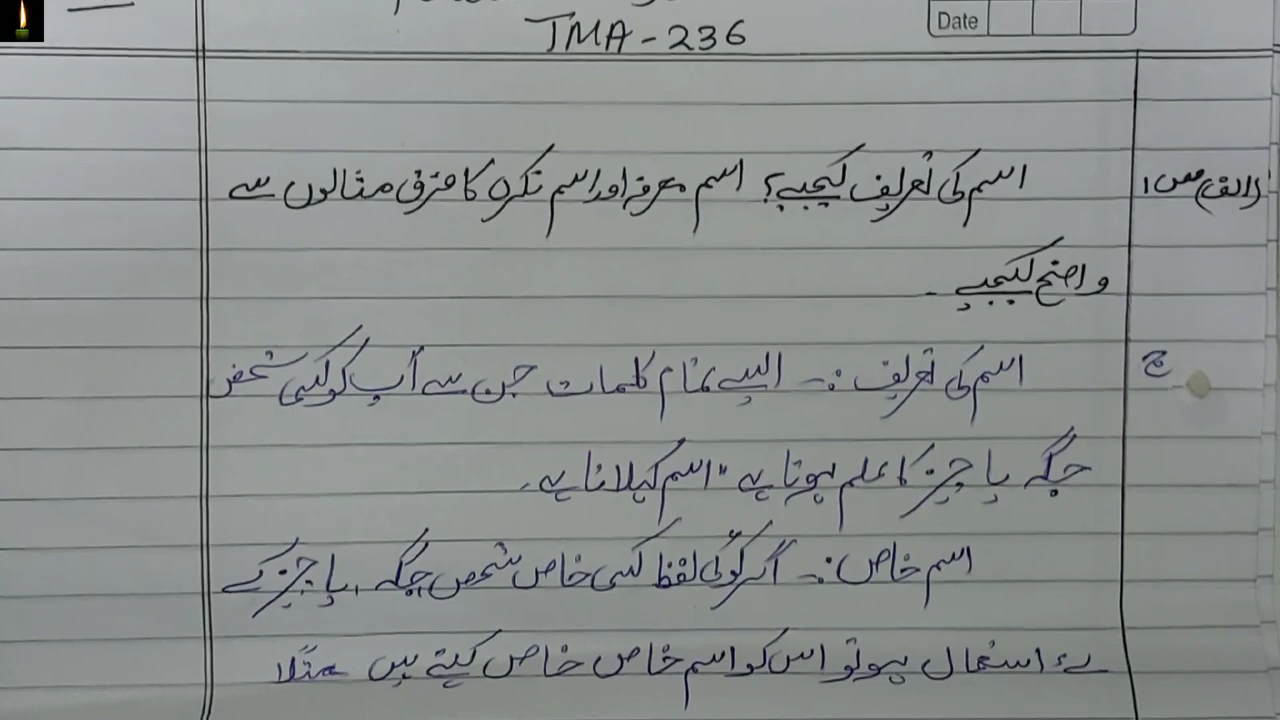 TMA-236
Date
(الف) س ا اسم کی تعریف کیجیے؟ اسم معرفہ اور اسم نکرہ کا فرق مثالوں سے
واضح کیجیے۔
ج اسم کی تعریف :۔ ایسے تمام کلمات جن سے آپ کو کسی شخص
جگہ یا چیز کا علم ہوتا ہے " اسم کہلاتا ہے۔
اسم خاص :۔ اگر کوئی لفظ کسی خاص شخص، جگہ، یا چیز کے
لۓ استعمال ہو تو اس کو اسم خاص خاص کہتے ہیں مثلاً